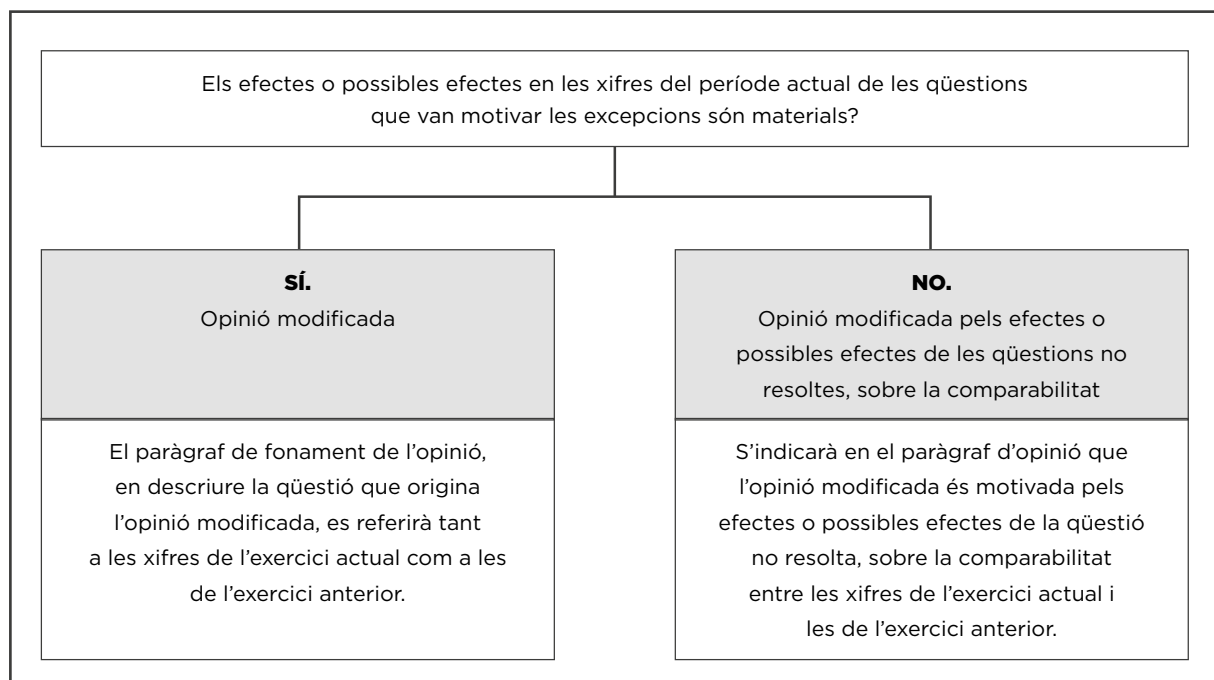 Els efectes o possibles efectes en les xifres del període actual de les qüestions
que van motivar les excepcions són materials?
SÍ.
Opinió modificada
NO.
Opinió modificada pels efectes o
possibles efectes de les qüestions no
resoltes, sobre la comparabilitat
El paràgraf de fonament de l’opinió,
en descriure la qüestió que origina
l’opinió modificada, es referirà tant
a les xifres de l’exercici actual com a les
de l’exercici anterior.
S’indicarà en el paràgraf d’opinió que
l’opinió modificada és motivada pels
efectes o possibles efectes de la qüestió
no resolta, sobre la comparabilitat
entre les xifres de l’exercici actual i
les de l’exercici anterior.